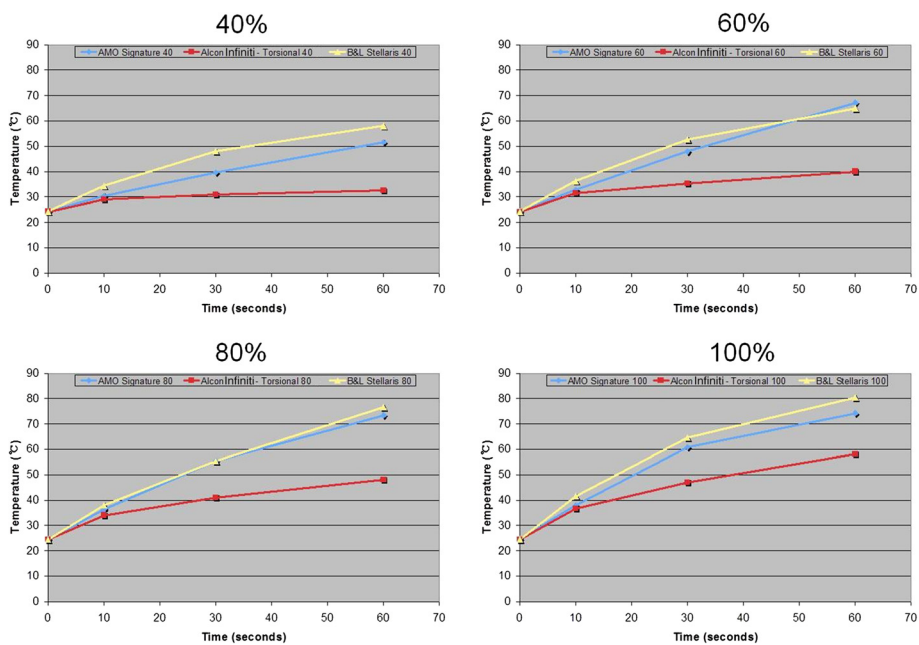 40%
AMO Signature 40 Alcon Infiniti - Torsional 40 B&L Stellaris 40
90
80
70
60
50
40
30
20
10
0
Temperature (°C)
0 10 20 30 40 50 60 70
Time (seconds)
60%
AMO Signature 60 Alcon Infiniti - Torsional 60 B&L Stellaris 60
90
80
70
60
50
40
30
20
10
0
Temperature (°C)
0 10 20 30 40 50 60 70
Time (seconds)
80%
AMO Signature 80 Alcon Infiniti - Torsional 80 B&L Stellaris 80
90
80
70
60
50
40
30
20
10
0
Temperature (°C)
0 10 20 30 40 50 60 70
Time (seconds)
100%
AMO Signature 100 Alcon Infiniti - Torsional 100 B&L Stellaris 100
90
80
70
60
50
40
30
20
10
0
Temperature (°C)
0 10 20 30 40 50 60 70
Time (seconds)